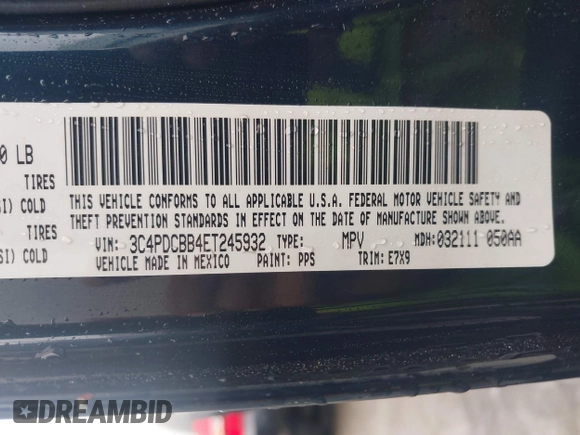 0 LB
TIRES
SI) COLD
TIRES
SI) COLD
THIS VEHICLE CONFORMS TO ALL APPLICABLE U.S.A. FEDERAL MOTOR VEHICLE SAFETY AND
THEFT PREVENTION STANDARDS IN EFFECT ON THE DATE OF MANUFACTURE SHOWN ABOVE.
VIN: 3C4PDCBB4ET245932 TYPE: MPV MDH: 032111 050AA
VEHICLE MADE IN MEXICO PAINT: PPS TRIM: E7X9
DREAMBID